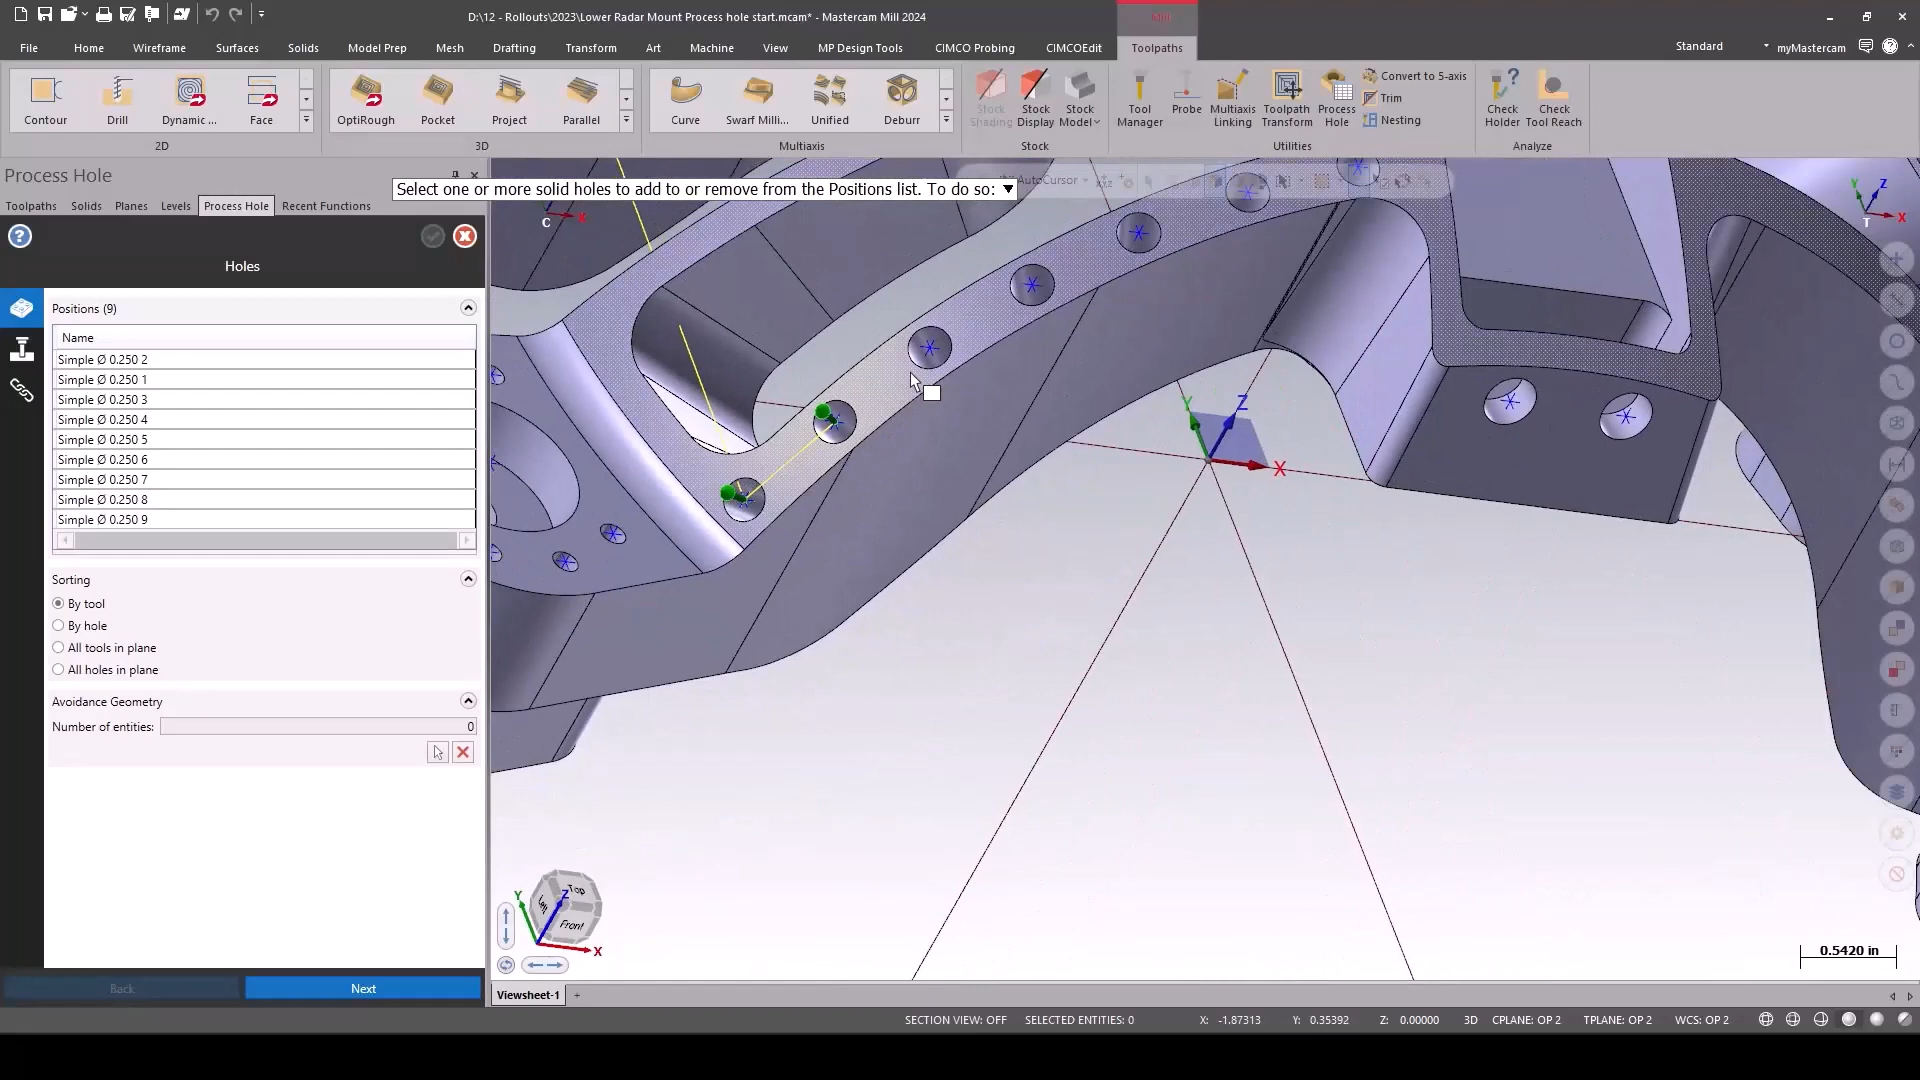 D:\12 - Rollouts\2023\Lower Radar Mount Process hole start.mcam* - Mastercam Mill 2024
Mill
File Home Wireframe Surfaces Solids Model Prep Mesh Drafting Transform Art Machine View MP Design Tools CIMCO Probing CIMCOEdit Toolpaths Standard myMastercam
Contour Drill Dynamic ... Face OptiRough Pocket Project Parallel Curve Swarf Milli... Unified Deburr
Stock Shading Stock Display Stock Model Tool Manager Probe Multiaxis Linking Toolpath Transform Process Hole
Convert to 5-axis
Trim
Nesting
Check Holder Check Tool Reach
2D 3D Multiaxis Stock Utilities Analyze
Process Hole
Select one or more solid holes to add to or remove from the Positions list. To do so:
AutoCursor
Toolpaths Solids Planes Levels Process Hole Recent Functions
Holes
Positions (9)
Name
Simple Ø 0.250 2
Simple Ø 0.250 1
Simple Ø 0.250 3
Simple Ø 0.250 4
Simple Ø 0.250 5
Simple Ø 0.250 6
Simple Ø 0.250 7
Simple Ø 0.250 8
Simple Ø 0.250 9
Sorting
By tool
By hole
All tools in plane
All holes in plane
Avoidance Geometry
Number of entities: 0
Back Next
X
C
Y Z
X
T
Y Z
X
Y Z
Top
Left
Front
X
0.5420 in
Viewsheet-1 +
SECTION VIEW: OFF SELECTED ENTITIES: 0 X: -1.87313 Y: 0.35392 Z: 0.00000 3D CPLANE: OP 2 TPLANE: OP 2 WCS: OP 2